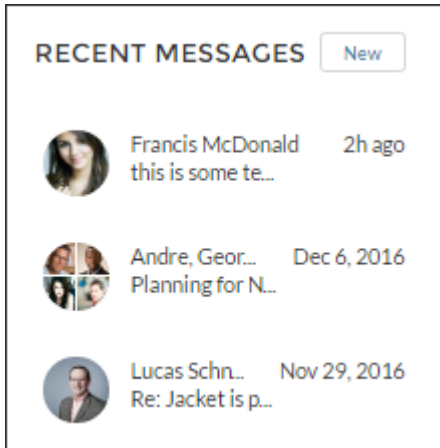 RECENT MESSAGES New
Francis McDonald 2h ago
this is some te...
Andre, Geor... Dec 6, 2016
Planning for N...
Lucas Schn... Nov 29, 2016
Re: Jacket is p...